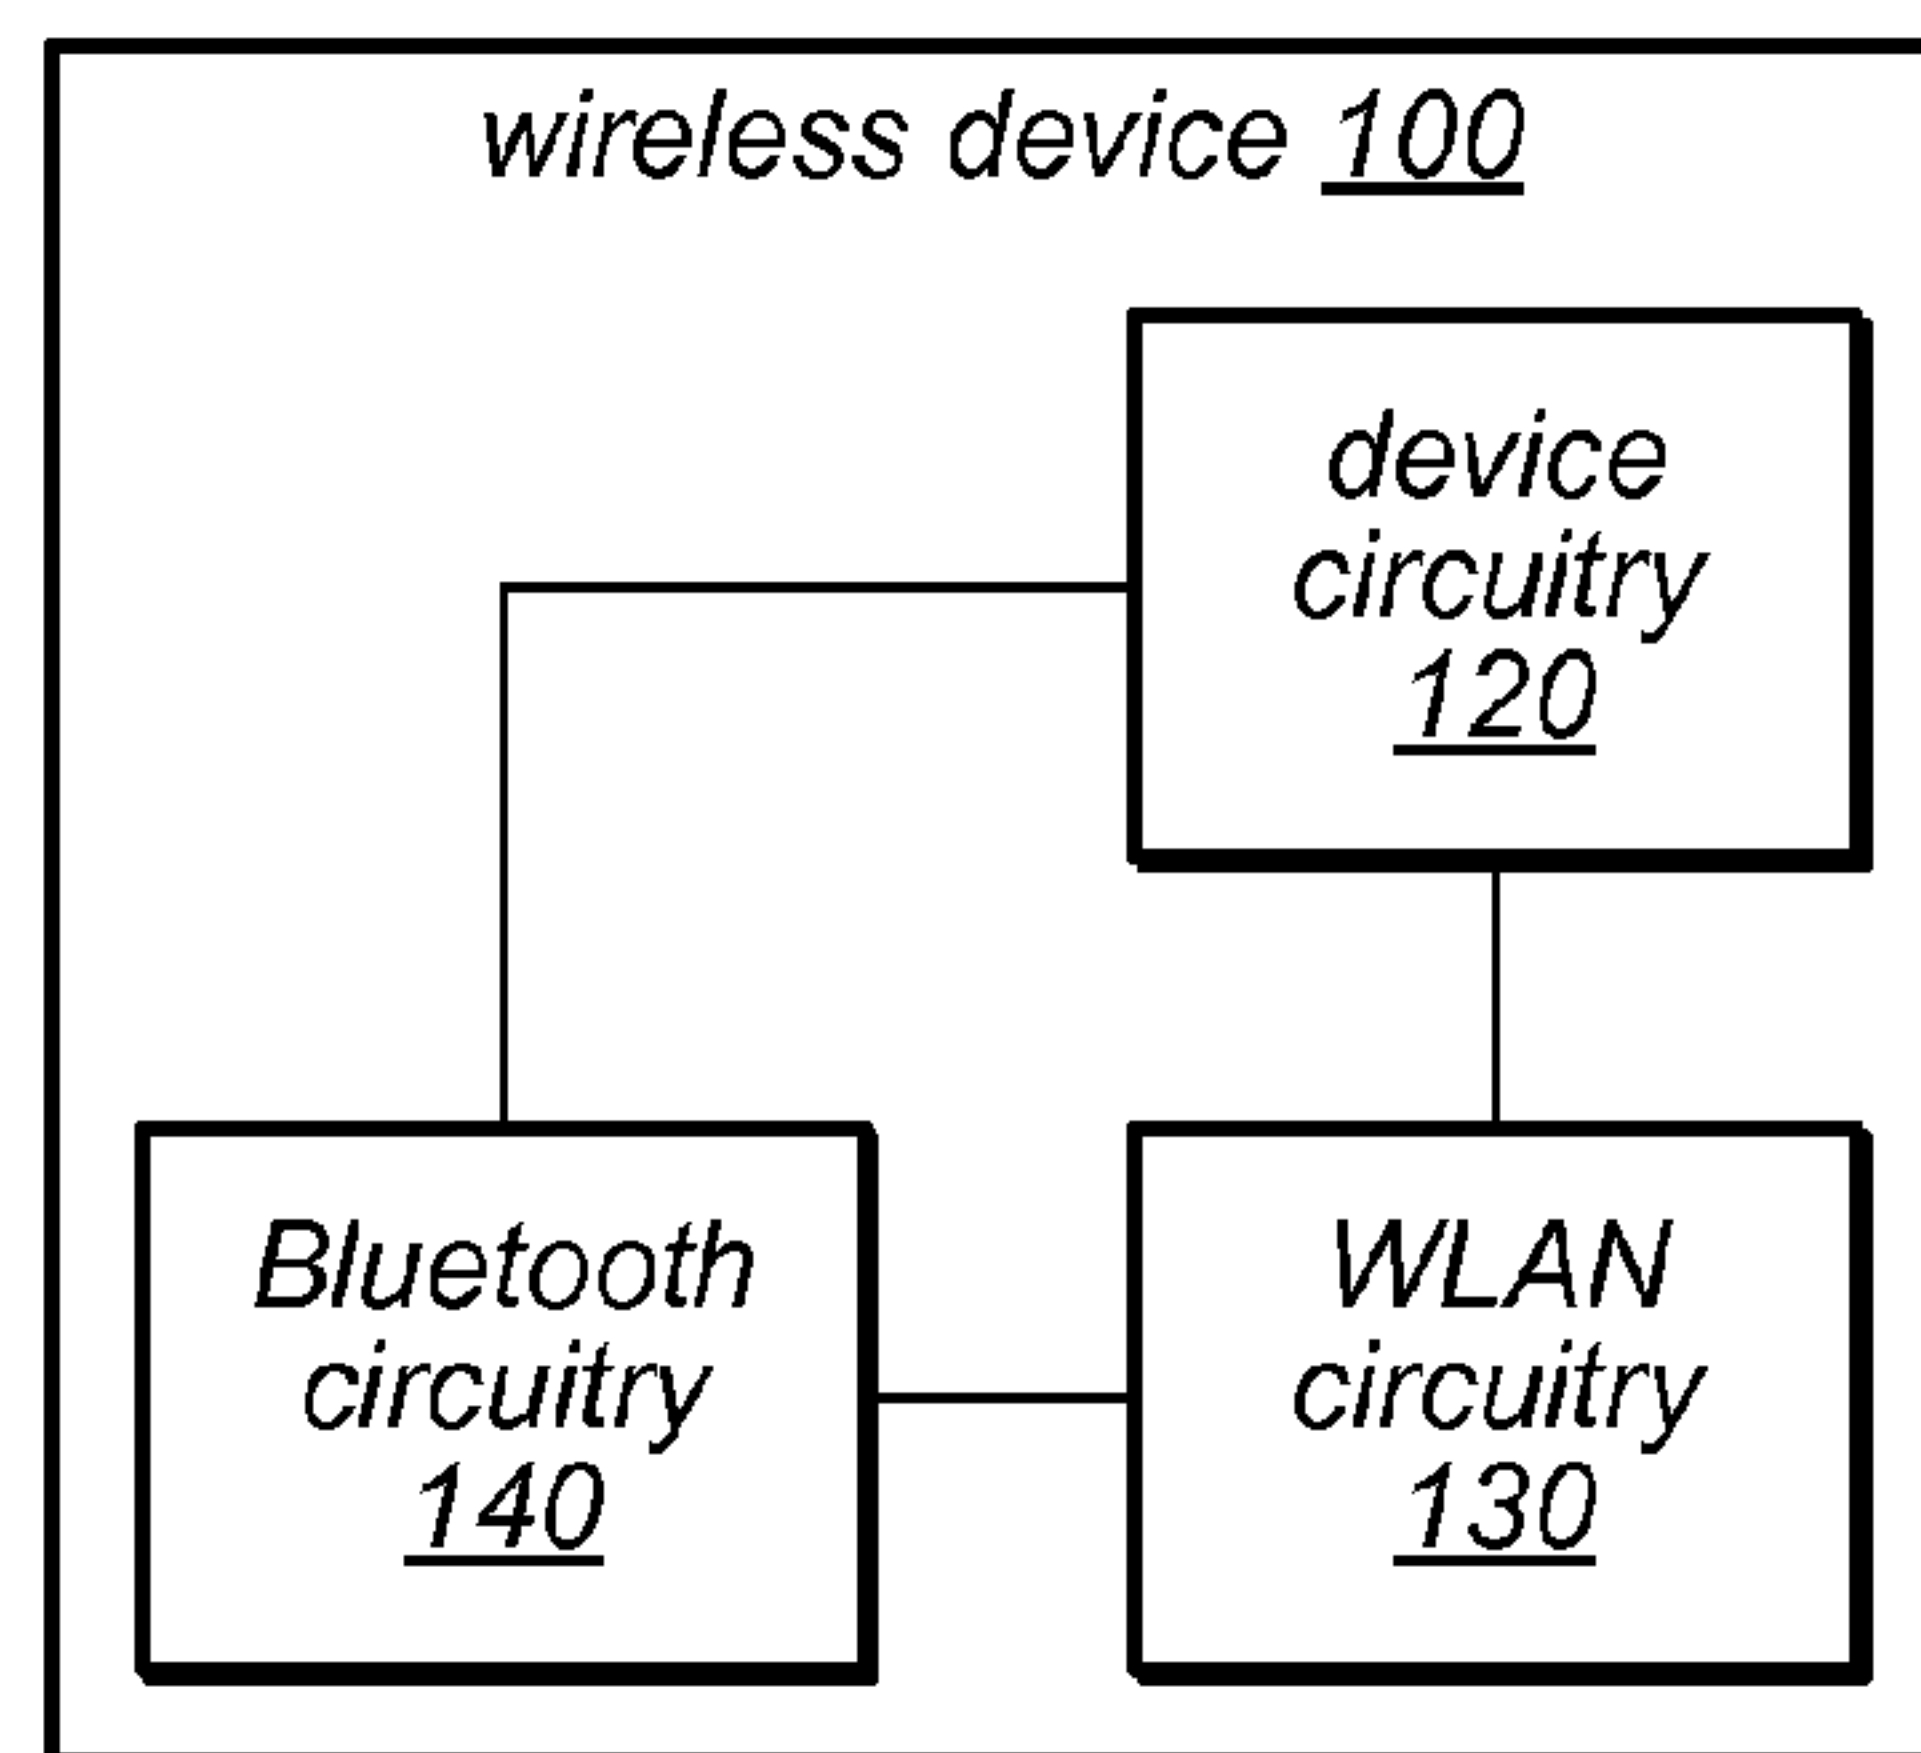 wireless device 100
device
circuitry
120
Bluetooth
circuitry
140
WLAN
circuitry
130